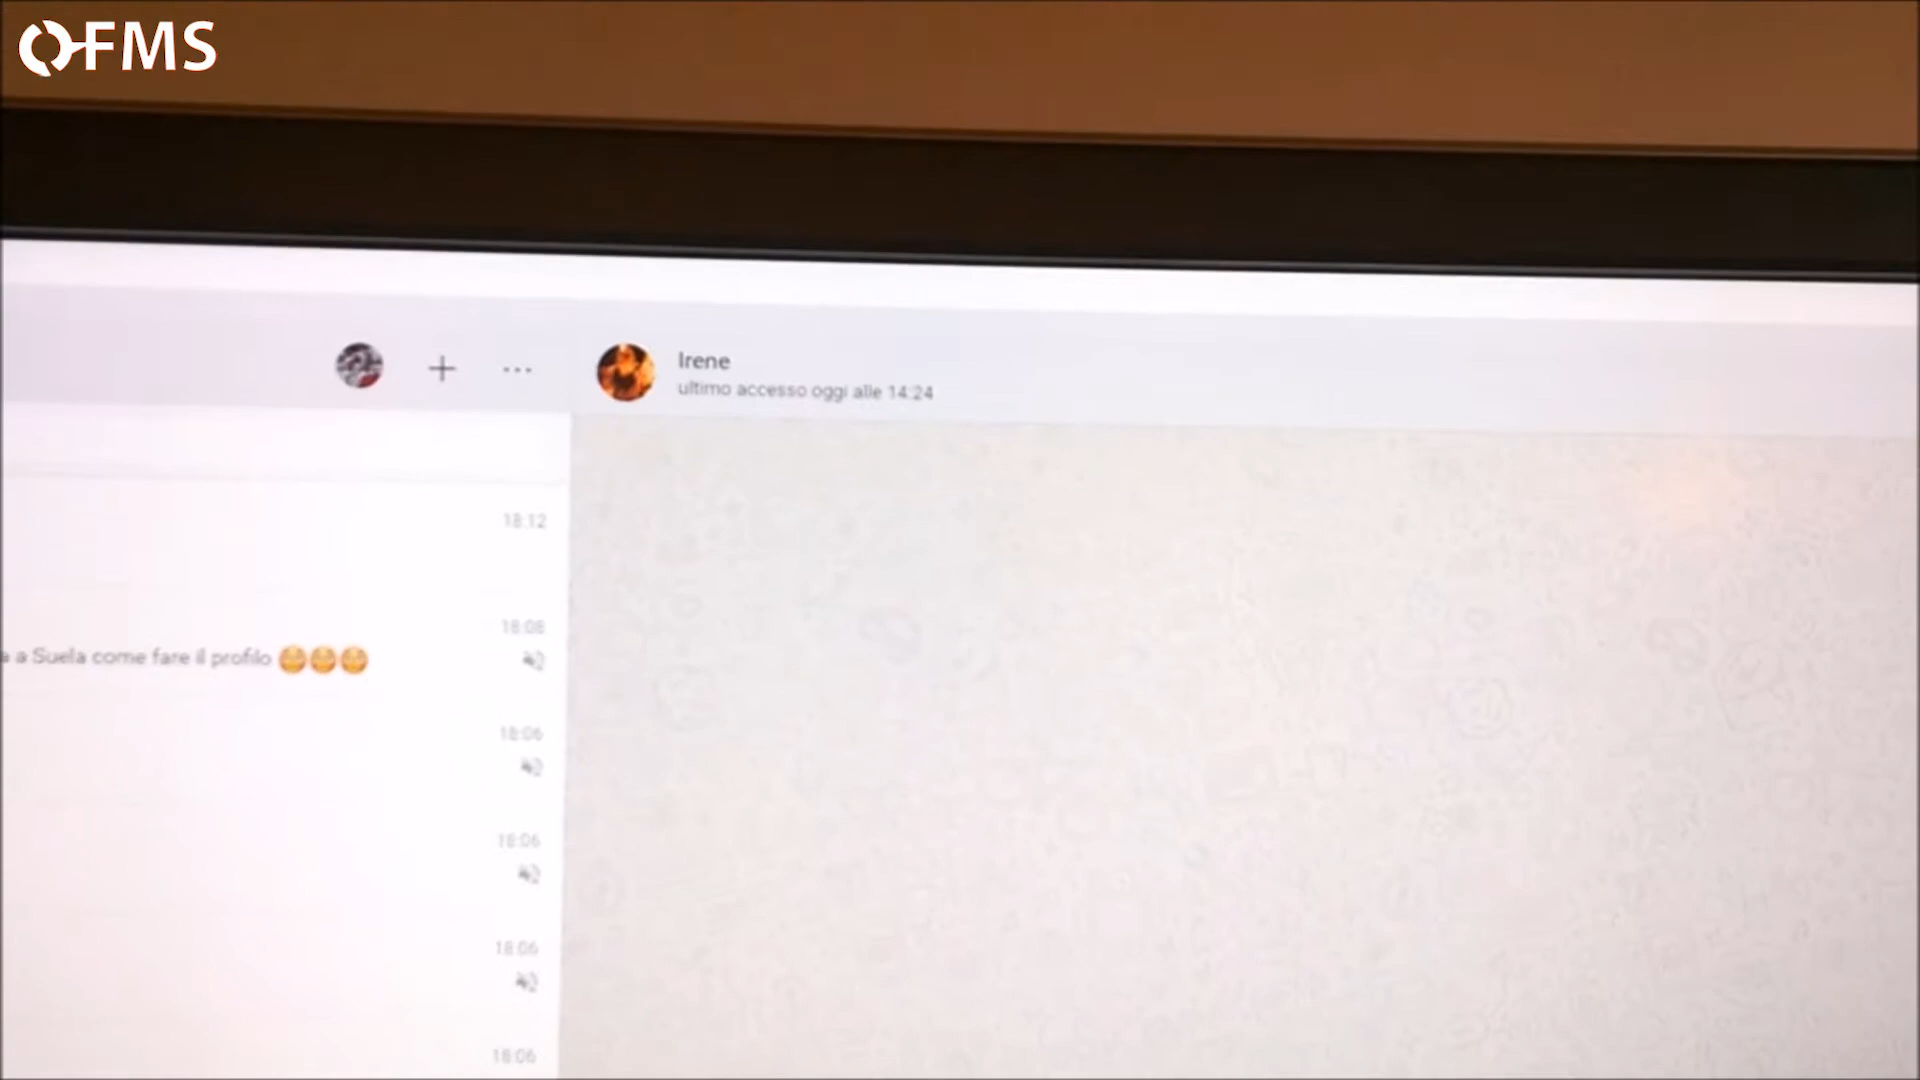 FMS
Irene
ultimo accesso oggi alle 14:24
18:12
18:08
a Suela come fare il profilo 🤩🤩🤩
18:06
18:06
18:06
18:06